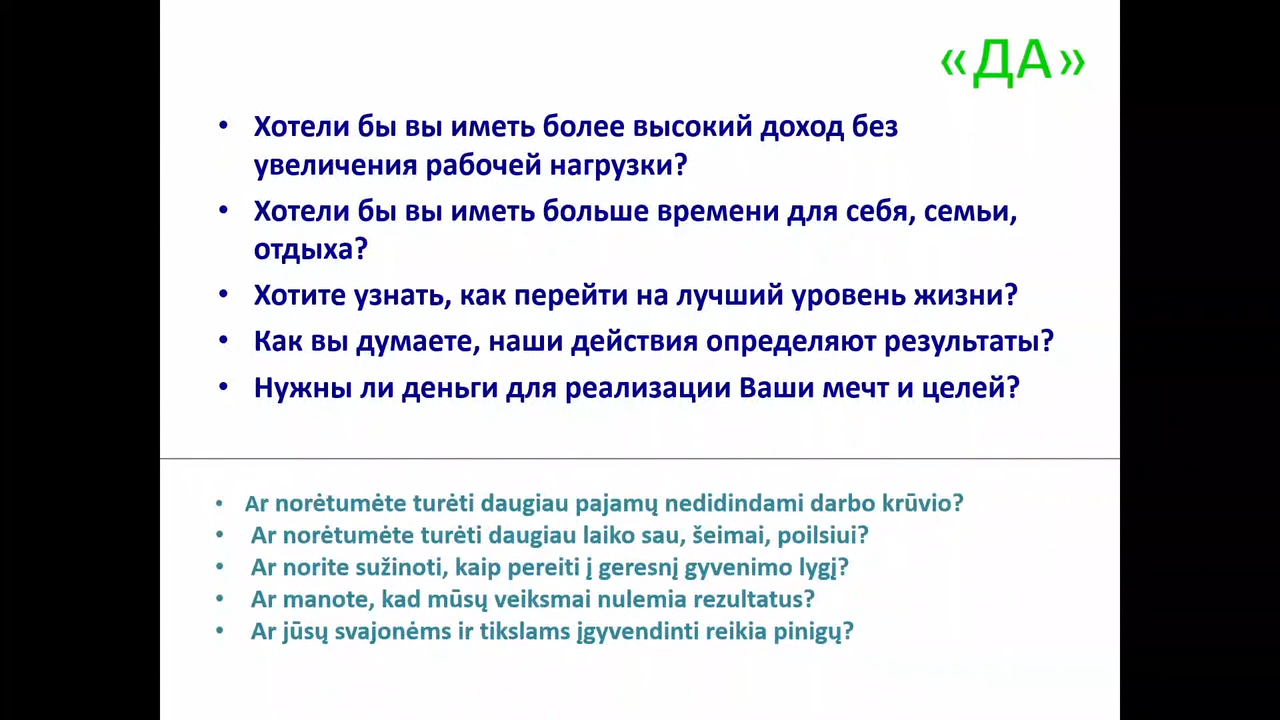 «ДА»
• Хотели бы вы иметь более высокий доход без
увеличения рабочей нагрузки?
• Хотели бы вы иметь больше времени для себя, семьи,
отдыха?
• Хотите узнать, как перейти на лучший уровень жизни?
• Как вы думаете, наши действия определяют результаты?
• Нужны ли деньги для реализации Ваши мечт и целей?
• Ar norėtumėte turėti daugiau pajamų nedidindami darbo krūvio?
• Ar norėtumėte turėti daugiau laiko sau, šeimai, poilsiui?
• Ar norite sužinoti, kaip pereiti į geresnį gyvenimo lygį?
• Ar manote, kad mūsų veiksmai nulemia rezultatus?
• Ar jūsų svajonėms ir tikslams įgyvendinti reikia pinigų?